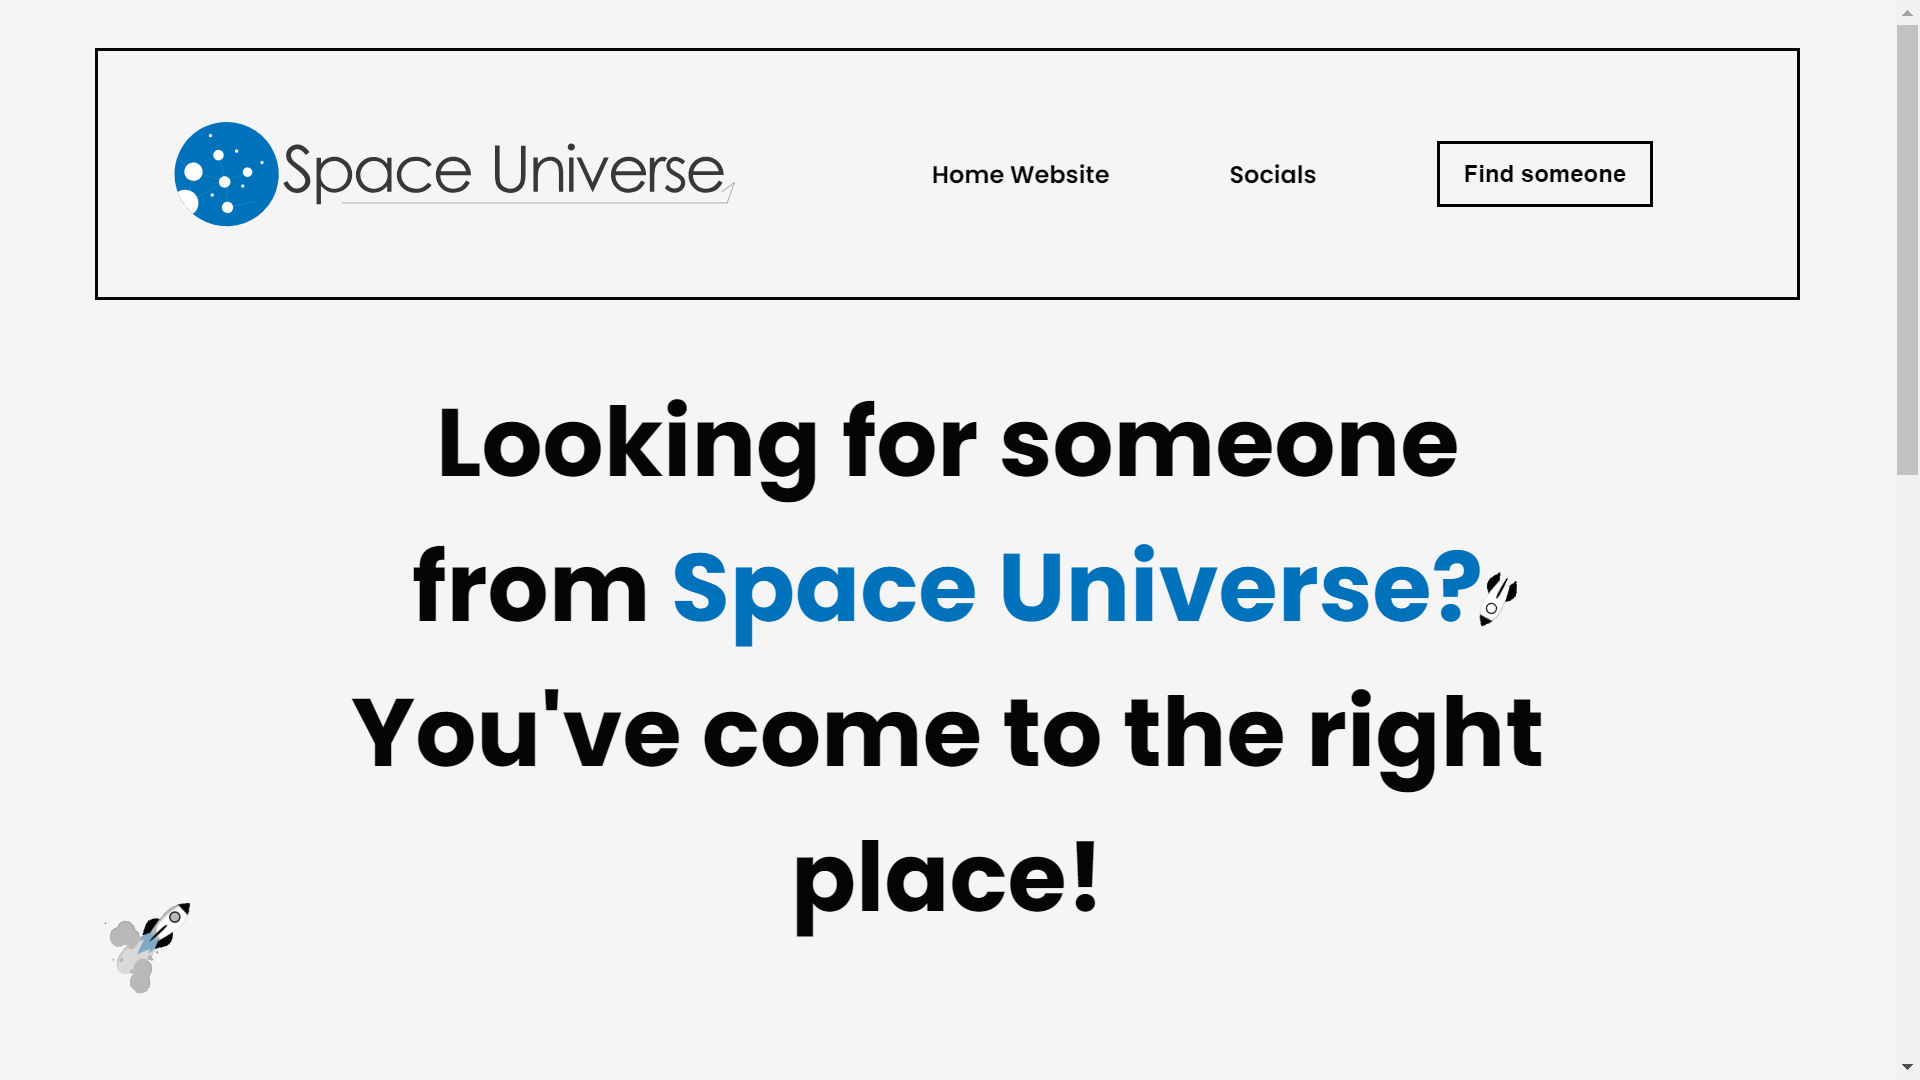 Space Universe
Home Website
Socials
Find someone
Looking for someone
from Space Universe?
You've come to the right
place!